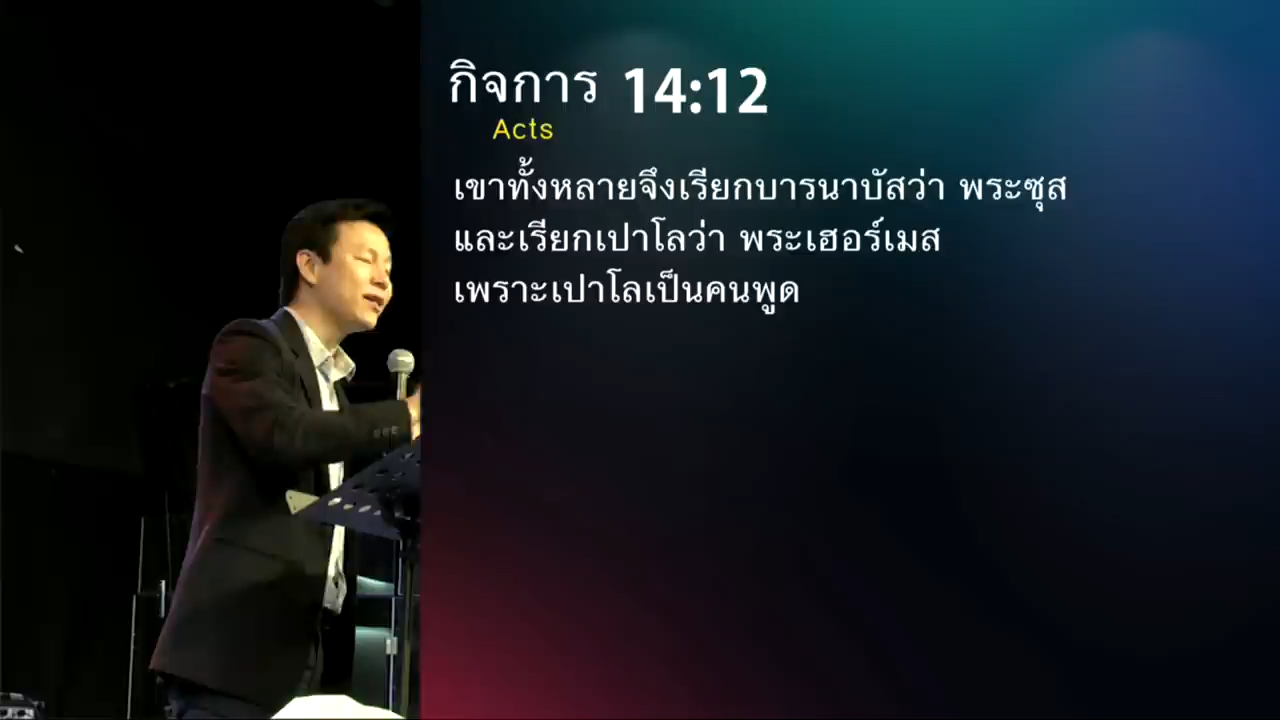 กิจการ 14:12
Acts
เขาทั้งหลายจึงเรียกบารนาบัสว่า พระซุส
และเรียกเปาโลว่า พระเฮอร์เมส
เพราะเปาโลเป็นคนพูด